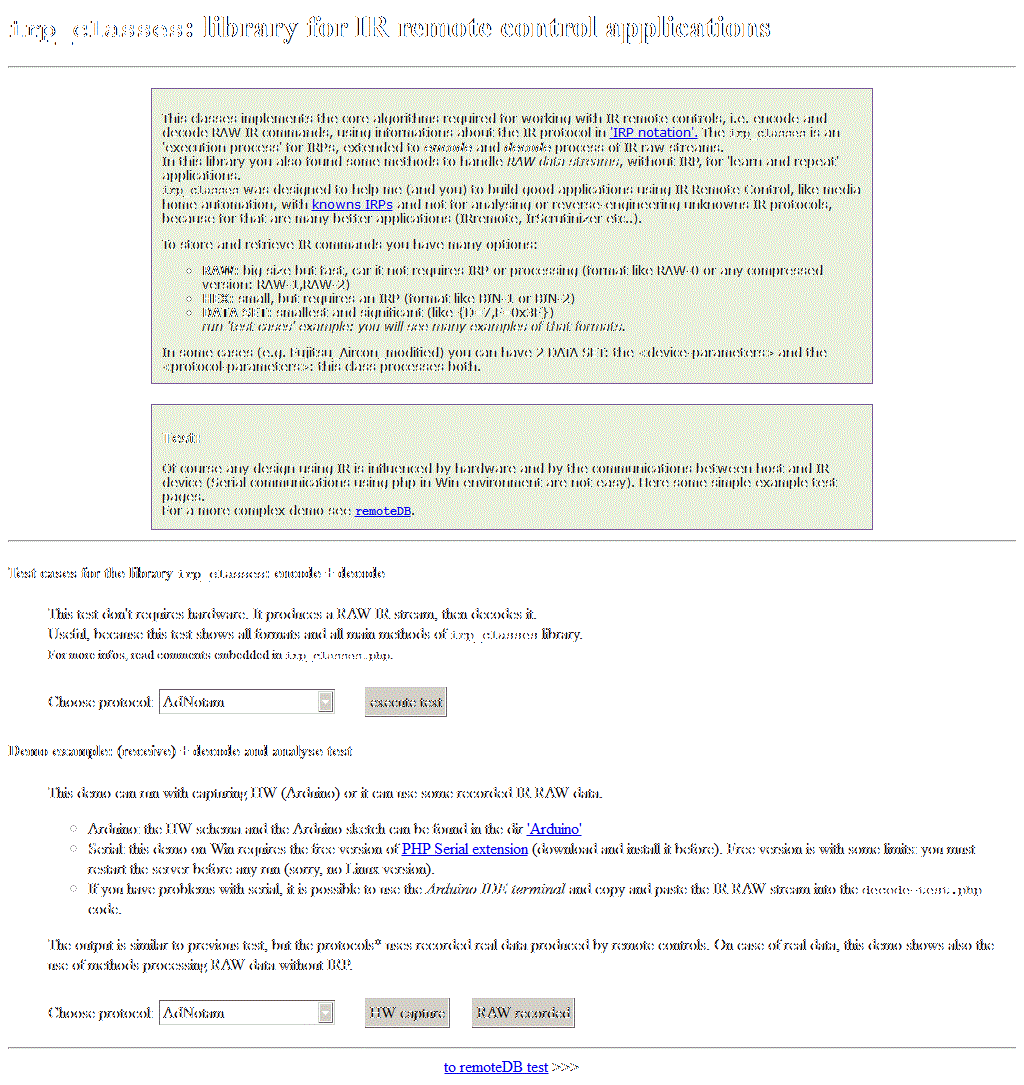 irp_classes: library for IR remote control applications
This classes implements the core algorithms required for working with IR remote controls, i.e. encode and
decode RAW IR commands, using informations about the IR protocol in 'IRP notation'. The irp_classes is an
'execution process' for IRPs, extended to encode and decode process of IR raw streams.
In this library you also found some methods to handle RAW data streams, without IRP, for 'learn and repeat'
applications.
irp_classes was designed to help me (and you) to build good applications using IR Remote Control, like media
home automation, with knowns IRPs and not for analysing or reverse-engineering unknowns IR protocols,
because for that are many better applications (IRremote, IrScrutinizer etc..).
To store and retrieve IR commands you have many options:
RAW: big size but fast, car it not requires IRP or processing (format like RAW-0 or any compressed
version: RAW-1,RAW-2)
HEX: small, but requires an IRP (format like BIN-1 or BIN-2)
DATA SET: smallest and significant (like {D=7,F=0x3F})
run 'test cases' example: you will see many examples of that formats.
In some cases (e.g. Fujitsu_Aircon_modified) you can have 2 DATA SET: the <device-parameters> and the
<protocol-parameters>: this class processes both.
Test:
Of course any design using IR is influenced by hardware and by the communications between host and IR
device (Serial communications using php in Win environment are not easy). Here some simple example test
pages.
For a more complex demo see remoteDB.
Test cases for the library irp_classes: encode + decode
This test don't requires hardware. It produces a RAW IR stream, then decodes it.
Useful, because this test shows all formats and all main methods of irp_classes library.
For more infos, read comments embedded in irp_classes.php.
Choose protocol: AdNotam execute test
Demo example: (receive) + decode and analyse test
This demo can run with capturing HW (Arduino) or it can use some recorded IR RAW data.
Arduino: the HW schema and the Arduino sketch can be found in the dir 'Arduino'
Serial: this demo on Win requires the free version of PHP Serial extension (download and install it before). Free version is with some limits: you must
restart the server before any run (sorry, no Linux version).
If you have problems with serial, it is possible to use the Arduino IDE terminal and copy and paste the IR RAW stream into the decode-test.php
code.
The output is similar to previous test, but the protocols* uses recorded real data produced by remote controls. On case of real data, this demo shows also the
use of methods processing RAW data without IRP.
Choose protocol: AdNotam HW capture RAW recorded
to remoteDB test >>>